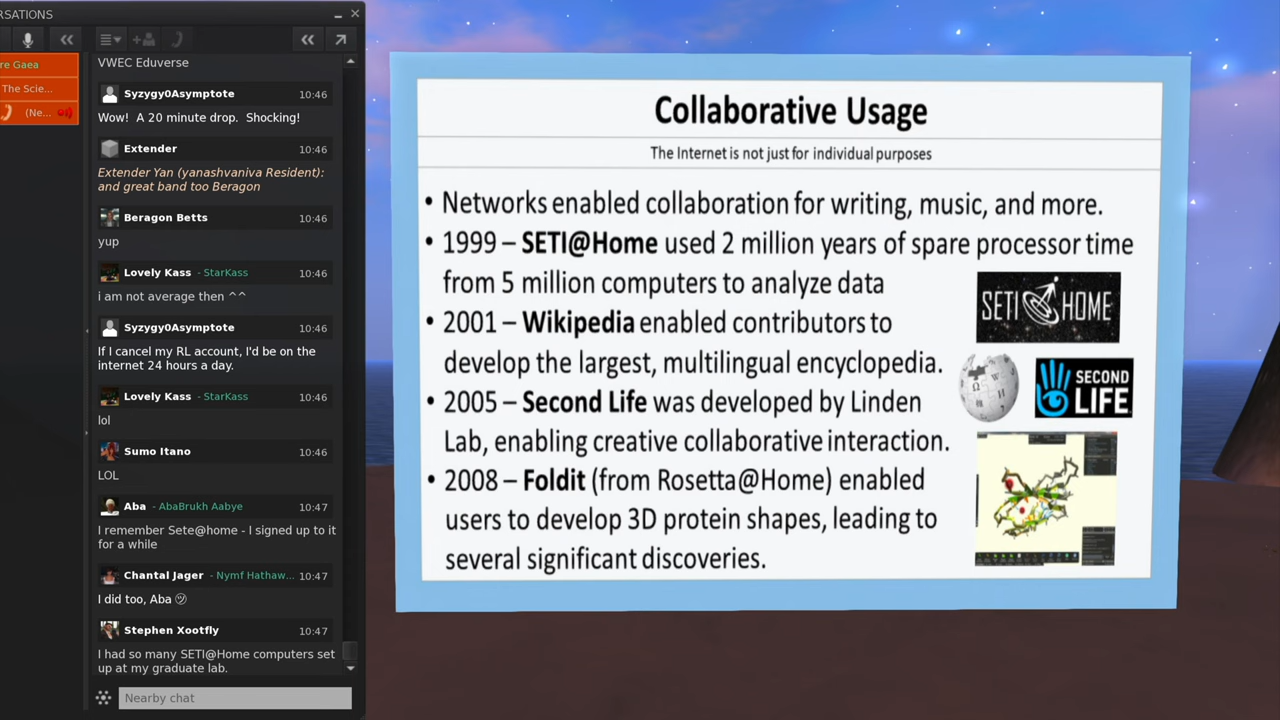 RSATIONS
re Gaea
The Scie...
(Ne...
VWEC Eduverse
Syzygy0Asymptote 10:46
Wow! A 20 minute drop. Shocking!
Extender 10:46
Extender Yan (yanashvaniva Resident):
and great band too Beragon
Beragon Betts 10:46
yup
Lovely Kass - StarKass 10:46
i am not average then ^^
Syzygy0Asymptote 10:46
If I cancel my RL account, I'd be on the
internet 24 hours a day.
Lovely Kass - StarKass 10:46
lol
Sumo Itano 10:46
LOL
Aba - AbaBrukh Aabye 10:47
I remember Sete@home - I signed up to it
for a while
Chantal Jager - Nymf Hathaw... 10:47
I did too, Aba ㋡
Stephen Xootfly 10:47
I had so many SETI@Home computers set
up at my graduate lab.
Nearby chat
Collaborative Usage
The Internet is not just for individual purposes
• Networks enabled collaboration for writing, music, and more.
• 1999 – SETI@Home used 2 million years of spare processor time
from 5 million computers to analyze data
• 2001 – Wikipedia enabled contributors to
develop the largest, multilingual encyclopedia.
• 2005 – Second Life was developed by Linden
Lab, enabling creative collaborative interaction.
• 2008 – Foldit (from Rosetta@Home) enabled
users to develop 3D protein shapes, leading to
several significant discoveries.
SETI HOME
SECOND
LIFE